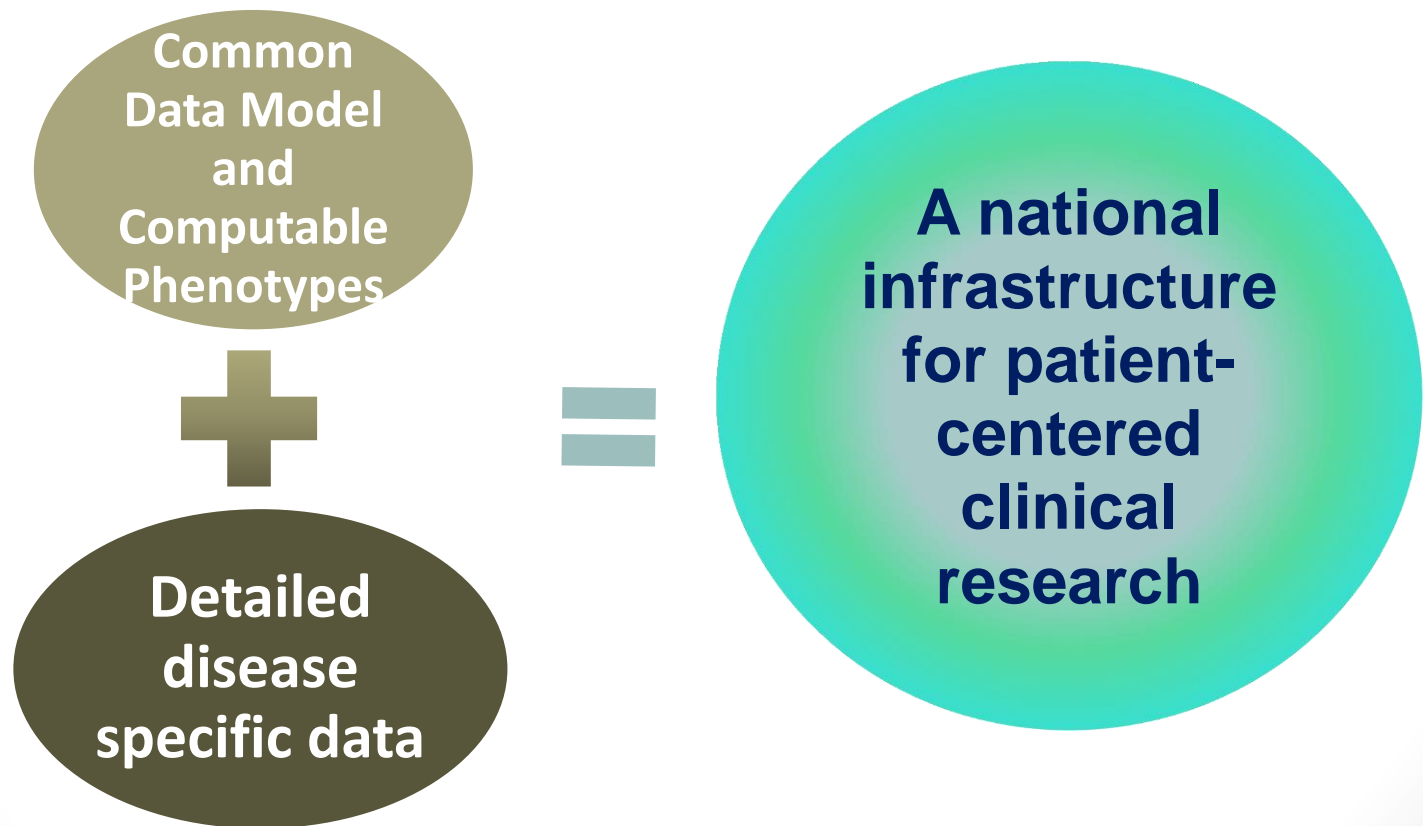 Common
Data Model
and
Computable
Phenotypes
Detailed
disease
specific data
A national
infrastructure
for patient-
centered
clinical
research